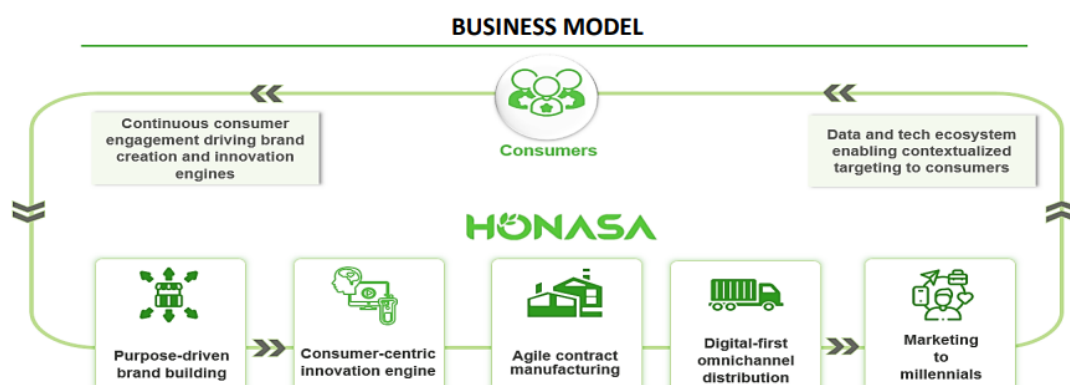 BUSINESS MODEL
Continuous consumer
engagement driving brand
creation and innovation
engines
Consumers
Data and tech ecosystem
enabling contextualized
targeting to consumers
HONASA
Purpose-driven
brand building
Consumer-centric
innovation engine
Agile contract
manufacturing
Digital-first
omnichannel
distribution
Marketing
to
millennials